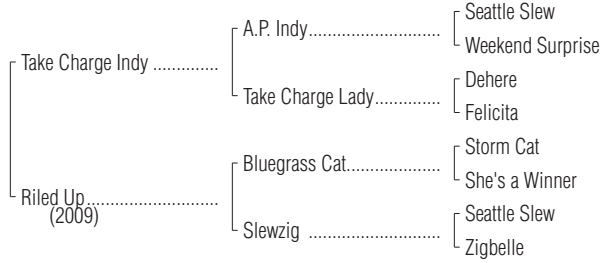 Seattle Slew
A.P. Indy..............................
Weekend Surprise
Take Charge Indy ..............
Dehere
Take Charge Lady..............
Felicita
Storm Cat
Bluegrass Cat....................
She's a Winner
Riled Up............................
(2009)
Seattle Slew
Slewzig ............................
Zigbelle